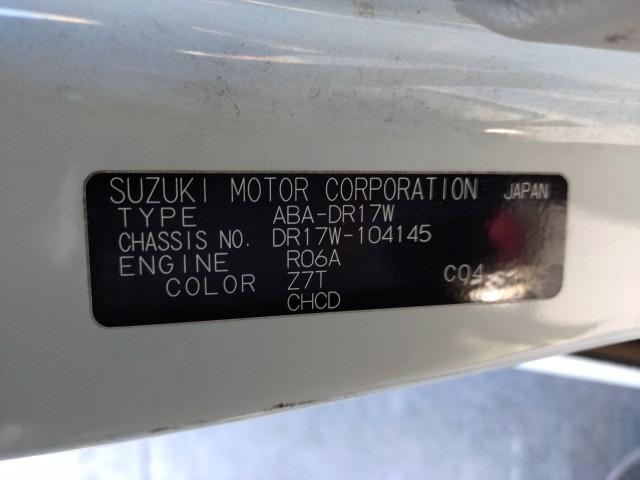 SUZUKI MOTOR CORPORATION JAPAN
TYPE ABA-DR17W
CHASSIS NO. DR17W-104145
ENGINE R06A
COLOR Z7T C04
CHCD